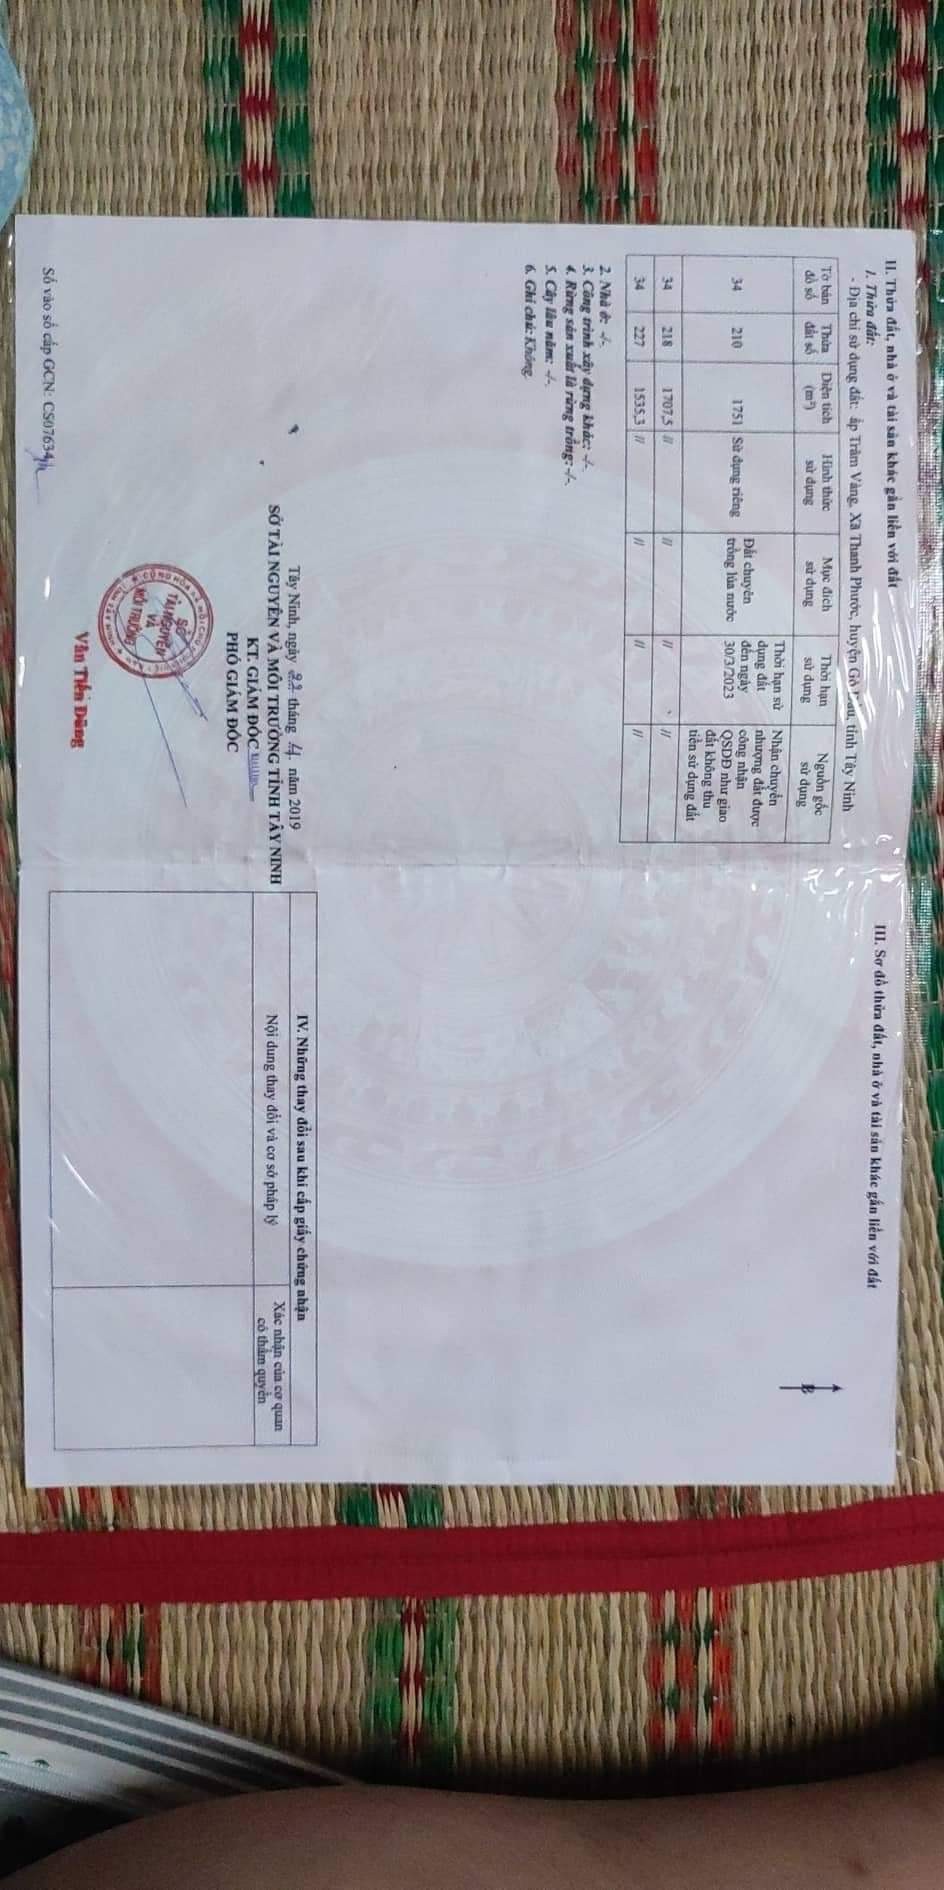 II. Thửa đất, nhà ở và tài sản khác gắn liền với đất
1. Thửa đất:
- Địa chỉ sử dụng đất: ấp Trâm Vàng, Xã Thanh Phước, huyện Gò tỉnh Tây Ninh
Tờ bản đồ số
Thửa đất số
Diện tích (m²)
Hình thức sử dụng
Mục đích sử dụng
Thời hạn sử dụng
Nguồn gốc sử dụng
34
210
1751
Sử dụng riêng
Đất chuyên trồng lúa nước
Thời hạn sử dụng đất đến ngày 30/3/2023
Nhận chuyển nhượng đất được công nhận QSDĐ như giao đất không thu tiền sử dụng đất
34 218 1707,5 // // // //
34 227 1535,3 // // // //
2. Nhà ở: -/-.
3. Công trình xây dựng khác: -/-.
4. Rừng sản xuất là rừng trồng: -/-.
5. Cây lâu năm: -/-.
6. Ghi chú: Không.
Tây Ninh, ngày tháng năm 2019
SỞ TÀI NGUYÊN VÀ MÔI TRƯỜNG TỈNH TÂY NINH
KT. GIÁM ĐỐC
PHÓ GIÁM ĐỐC
SỞ
TÀI NGUYÊN
VÀ
MÔI TRƯỜNG
Văn Tiến Dũng
Số vào sổ cấp GCN: CS07634
III. Sơ đồ thửa đất, nhà ở và tài sản khác gắn liền với đất
B
IV. Những thay đổi sau khi cấp giấy chứng nhận
Nội dung thay đổi và cơ sở pháp lý
Xác nhận của cơ quan
có thẩm quyền